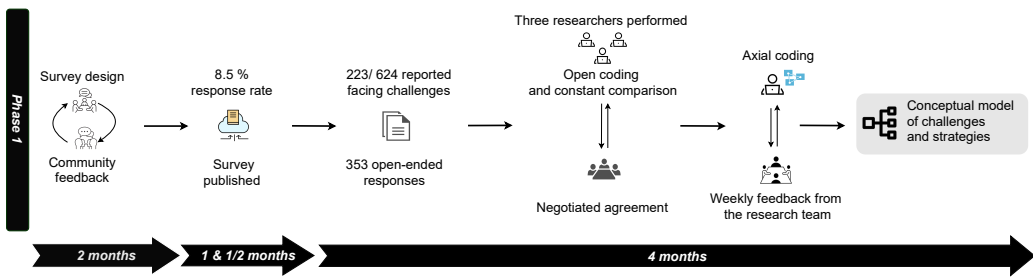 Phase 1
Survey design
Community
feedback
8.5 %
response rate
Survey
published
223/ 624 reported
facing challenges
353 open-ended
responses
Three researchers performed
Open coding
and constant comparison
Negotiated agreement
Axial coding
Weekly feedback from
the research team
Conceptual model
of challenges
and strategies
2 months
1 & 1/2 months
4 months